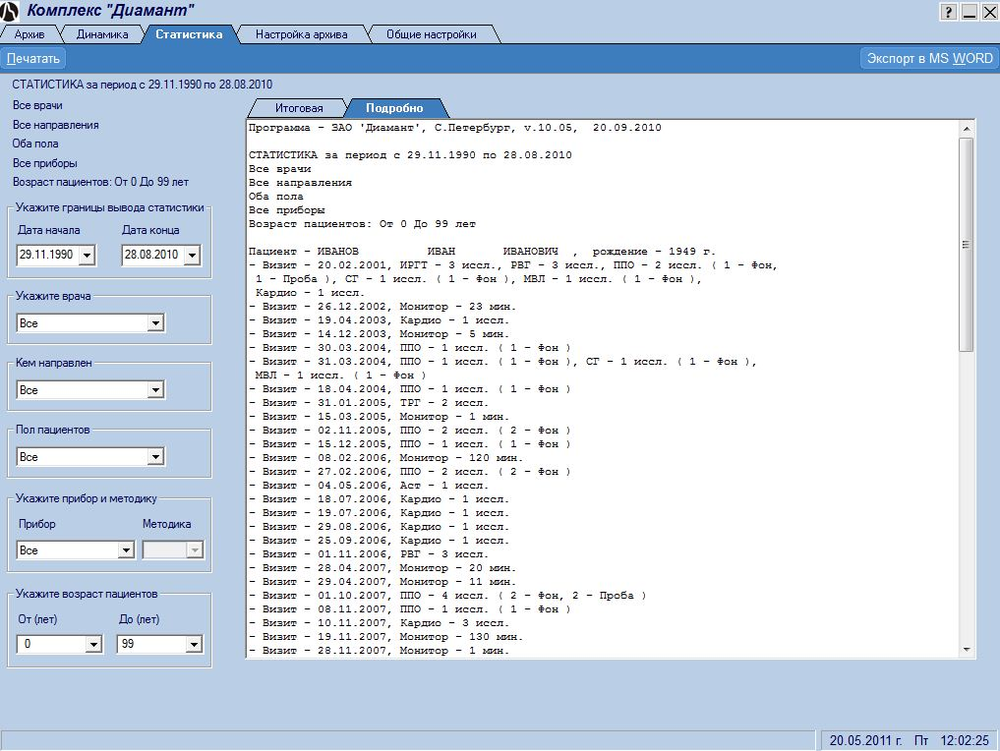 Комплекс "Диамант"
Архив Динамика Статистика Настройка архива Общие настройки
Печатать Экспорт в MS WORD
СТАТИСТИКА за период с 29.11.1990 по 28.08.2010
Все врачи
Все направления
Оба пола
Все приборы
Возраст пациентов: От 0 До 99 лет
Укажите границы вывода статистики
Дата начала Дата конца
29.11.1990 28.08.2010
Укажите врача
Все
Кем направлен
Все
Пол пациентов
Все
Укажите прибор и методику
Прибор Методика
Все
Укажите возраст пациентов
От (лет) До (лет)
0 99
Итоговая Подробно
Программа - ЗАО 'Диамант', С.Петербург, v.10.05, 20.09.2010
СТАТИСТИКА за период с 29.11.1990 по 28.08.2010
Все врачи
Все направления
Оба пола
Все приборы
Возраст пациентов: От 0 До 99 лет
Пациент - ИВАНОВ ИВАН ИВАНОВИЧ , рождение - 1949 г.
- Визит - 20.02.2001, ИРГТ - 3 иссл., РВГ - 3 иссл., ППО - 2 иссл. ( 1 - Фон,
1 - Проба ), СГ - 1 иссл. ( 1 - Фон ), МВЛ - 1 иссл. ( 1 - Фон ),
Кардио - 1 иссл.
- Визит - 26.12.2002, Монитор - 23 мин.
- Визит - 19.04.2003, Кардио - 1 иссл.
- Визит - 14.12.2003, Монитор - 5 мин.
- Визит - 30.03.2004, ППО - 1 иссл. ( 1 - Фон )
- Визит - 31.03.2004, ППО - 1 иссл. ( 1 - Фон ), СГ - 1 иссл. ( 1 - Фон ),
МВЛ - 1 иссл. ( 1 - Фон )
- Визит - 18.04.2004, ППО - 1 иссл. ( 1 - Фон )
- Визит - 31.01.2005, ТРГ - 2 иссл.
- Визит - 15.03.2005, Монитор - 1 мин.
- Визит - 02.11.2005, ППО - 2 иссл. ( 2 - Фон )
- Визит - 15.12.2005, ППО - 1 иссл. ( 1 - Фон )
- Визит - 08.02.2006, Монитор - 120 мин.
- Визит - 27.02.2006, ППО - 2 иссл. ( 2 - Фон )
- Визит - 04.05.2006, Аст - 1 иссл.
- Визит - 18.07.2006, Кардио - 1 иссл.
- Визит - 19.07.2006, Кардио - 1 иссл.
- Визит - 29.08.2006, Кардио - 1 иссл.
- Визит - 25.09.2006, Кардио - 1 иссл.
- Визит - 01.11.2006, РВГ - 3 иссл.
- Визит - 28.04.2007, Монитор - 20 мин.
- Визит - 29.04.2007, Монитор - 11 мин.
- Визит - 01.10.2007, ППО - 4 иссл. ( 2 - Фон, 2 - Проба )
- Визит - 08.11.2007, ППО - 1 иссл. ( 1 - Фон )
- Визит - 10.11.2007, Кардио - 3 иссл.
- Визит - 19.11.2007, Монитор - 130 мин.
- Визит - 28.11.2007, Монитор - 1 мин.
20.05.2011 г. Пт 12:02:25